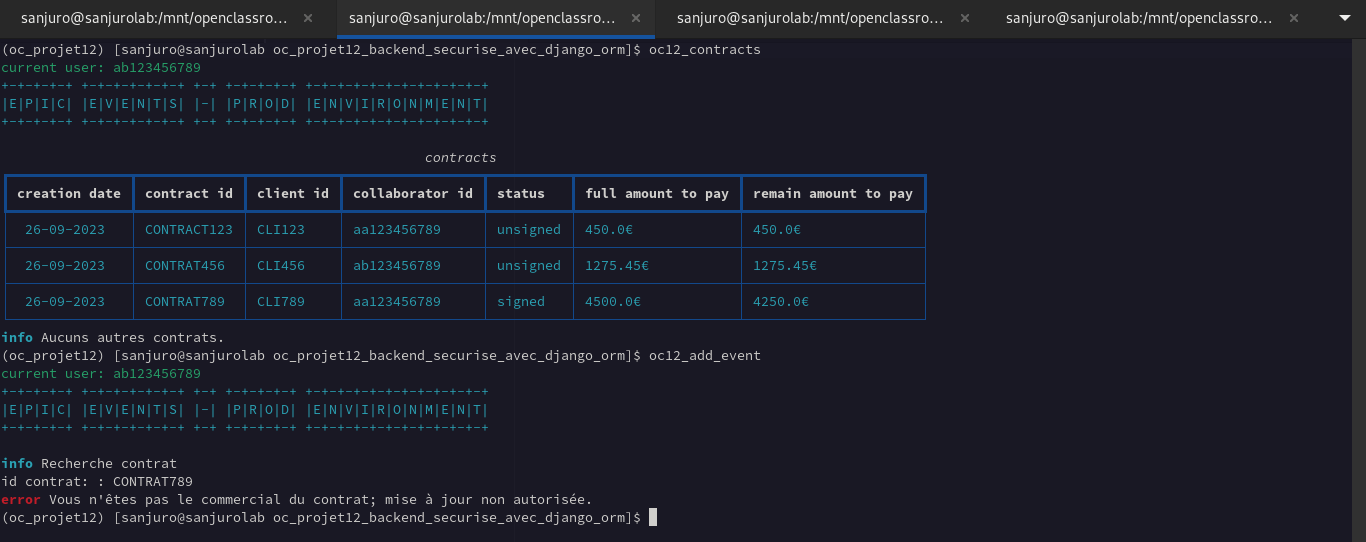 sanjuro@sanjurolab:/mnt/openclassro... × sanjuro@sanjurolab:/mnt/openclassro... × sanjuro@sanjurolab:/mnt/openclassro... × sanjuro@sanjurolab:/mnt/openclassro... ×
(oc_projet12) [sanjuro@sanjurolab oc_projet12_backend_securise_avec_django_orm]$ oc12_contracts
current user: ab123456789
+-+-+-+-+ +-+-+-+-+-+-+ +-+ +-+-+-+-+ +-+-+-+-+-+-+-+-+-+-+-+
|E|P|I|C| |E|V|E|N|T|S| |-| |P|R|O|D| |E|N|V|I|R|O|N|M|E|N|T|
+-+-+-+-+ +-+-+-+-+-+-+ +-+ +-+-+-+-+ +-+-+-+-+-+-+-+-+-+-+-+
contracts
creation date contract id client id collaborator id status full amount to pay remain amount to pay
26-09-2023 CONTRACT123 CLI123 aa123456789 unsigned 450.0€ 450.0€
26-09-2023 CONTRAT456 CLI456 ab123456789 unsigned 1275.45€ 1275.45€
26-09-2023 CONTRAT789 CLI789 aa123456789 signed 4500.0€ 4250.0€
info Aucuns autres contrats.
(oc_projet12) [sanjuro@sanjurolab oc_projet12_backend_securise_avec_django_orm]$ oc12_add_event
current user: ab123456789
+-+-+-+-+ +-+-+-+-+-+-+ +-+ +-+-+-+-+ +-+-+-+-+-+-+-+-+-+-+-+
|E|P|I|C| |E|V|E|N|T|S| |-| |P|R|O|D| |E|N|V|I|R|O|N|M|E|N|T|
+-+-+-+-+ +-+-+-+-+-+-+ +-+ +-+-+-+-+ +-+-+-+-+-+-+-+-+-+-+-+
info Recherche contrat
id contrat: : CONTRAT789
error Vous n'êtes pas le commercial du contrat; mise à jour non autorisée.
(oc_projet12) [sanjuro@sanjurolab oc_projet12_backend_securise_avec_django_orm]$